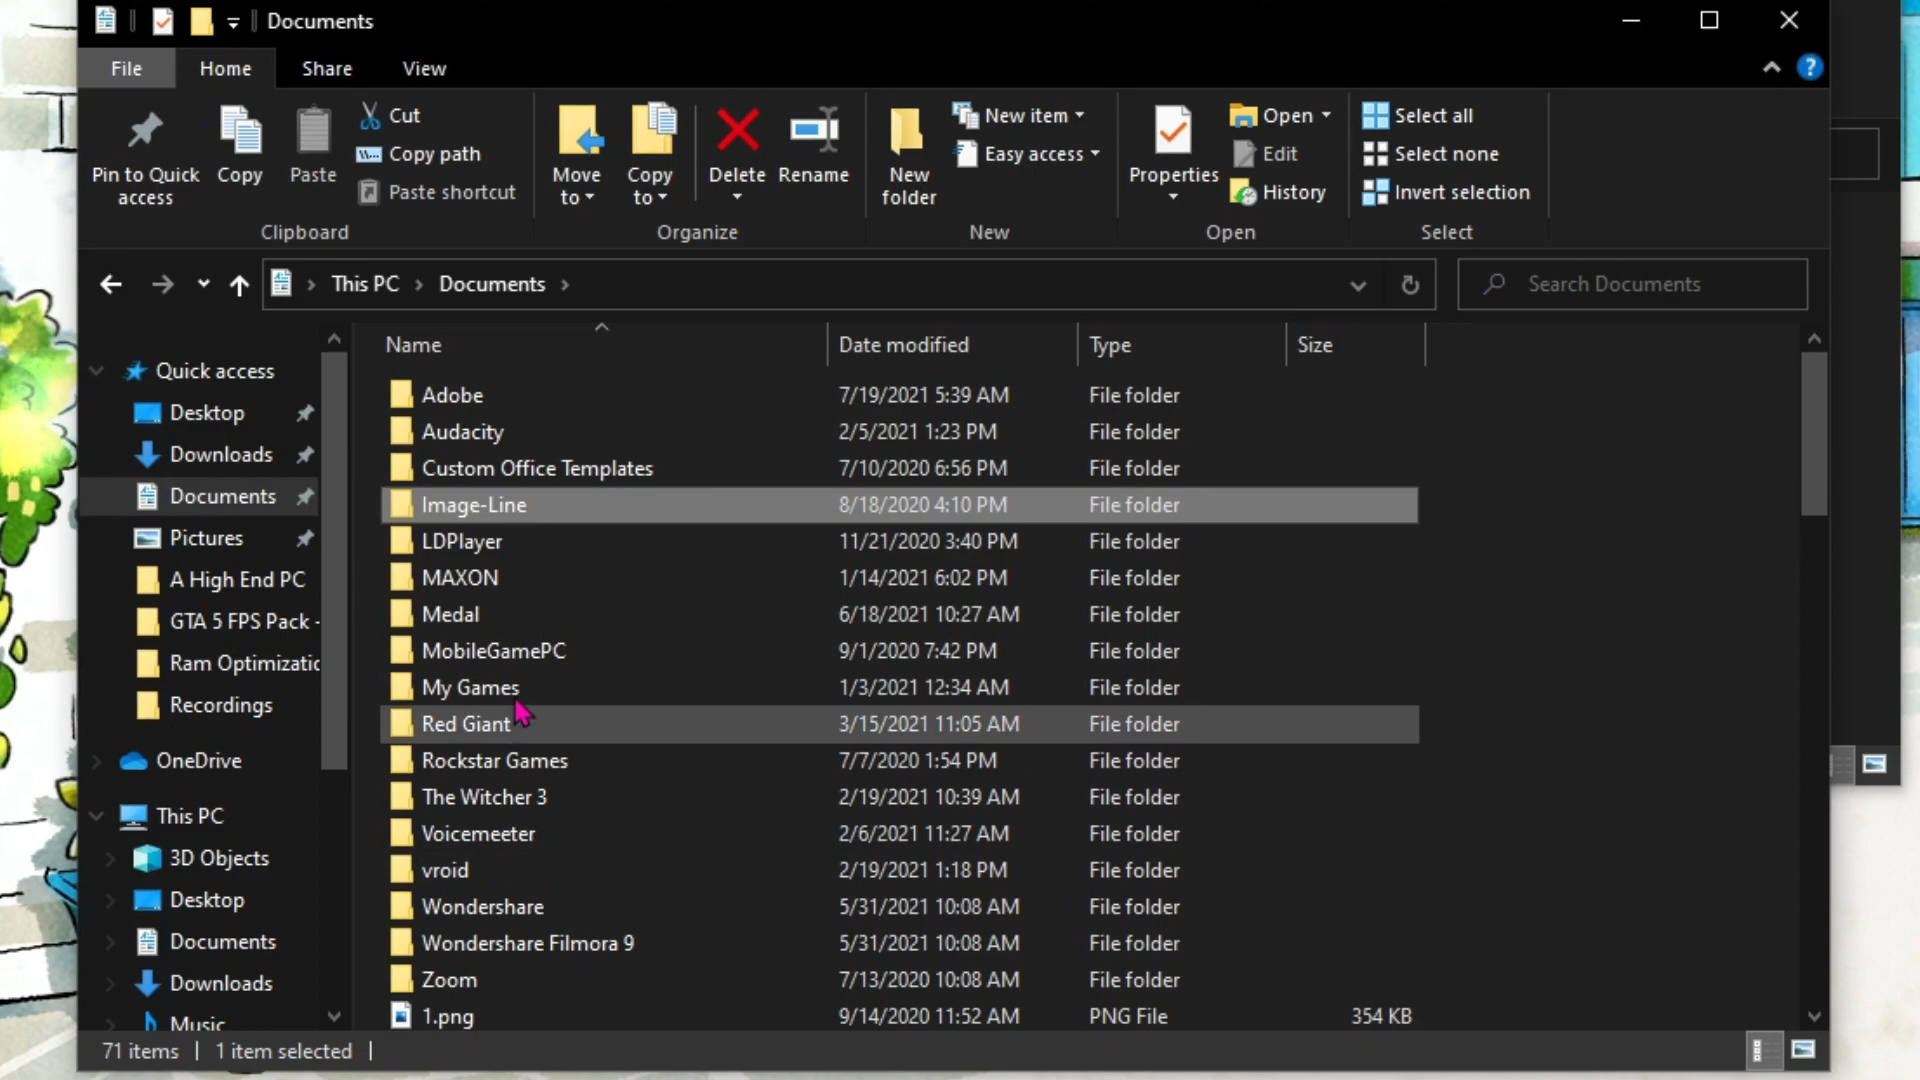 Documents
File Home Share View
Pin to Quick access
Copy
Paste
Cut
Copy path
Paste shortcut
Clipboard
Move to
Copy to
Delete
Rename
Organize
New folder
New item
Easy access
New
Properties
Open
Edit
History
Open
Select all
Select none
Invert selection
Select
This PC Documents
Search Documents
Quick access
Desktop
Downloads
Documents
Pictures
A High End PC
GTA 5 FPS Pack -
Ram Optimizatic
Recordings
OneDrive
This PC
3D Objects
Desktop
Documents
Downloads
Music
Name Date modified Type Size
Adobe 7/19/2021 5:39 AM File folder
Audacity 2/5/2021 1:23 PM File folder
Custom Office Templates 7/10/2020 6:56 PM File folder
Image-Line 8/18/2020 4:10 PM File folder
LDPlayer 11/21/2020 3:40 PM File folder
MAXON 1/14/2021 6:02 PM File folder
Medal 6/18/2021 10:27 AM File folder
MobileGamePC 9/1/2020 7:42 PM File folder
My Games 1/3/2021 12:34 AM File folder
Red Giant 3/15/2021 11:05 AM File folder
Rockstar Games 7/7/2020 1:54 PM File folder
The Witcher 3 2/19/2021 10:39 AM File folder
Voicemeeter 2/6/2021 11:27 AM File folder
vroid 2/19/2021 1:18 PM File folder
Wondershare 5/31/2021 10:08 AM File folder
Wondershare Filmora 9 5/31/2021 10:08 AM File folder
Zoom 7/13/2020 10:08 AM File folder
1.png 9/14/2020 11:52 AM PNG File 354 KB
71 items 1 item selected